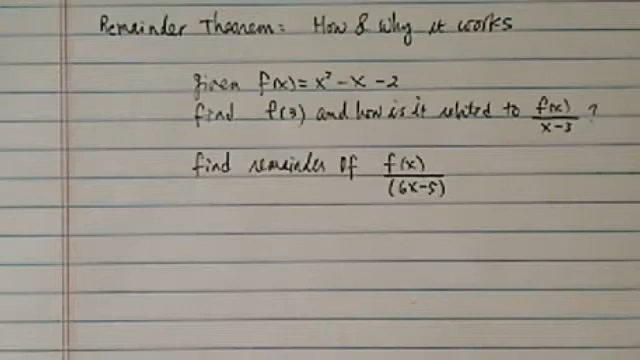 Remainder Theorem: How & Why it works
given f(x) = x² - x - 2
find f(3) and how is it related to f(x)/(x-3) ?
find remainder of f(x)/(6x-5)